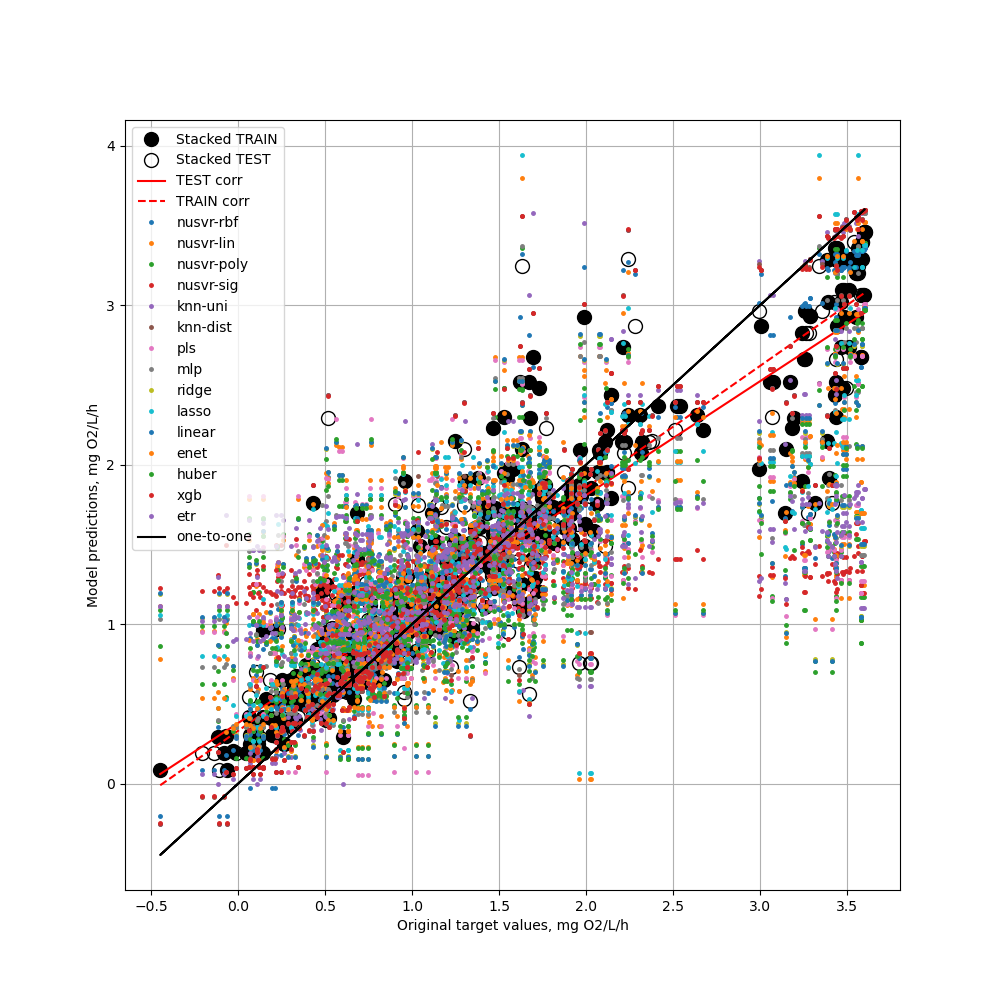 4
3
2
1
0
Model predictions, mg O2/L/h
Stacked TRAIN
Stacked TEST
TEST corr
TRAIN corr
nusvr-rbf
nusvr-lin
nusvr-poly
nusvr-sig
knn-uni
knn-dist
pls
mlp
ridge
lasso
linear
enet
huber
xgb
etr
one-to-one
−0.5 0.0 0.5 1.0 1.5 2.0 2.5 3.0 3.5
Original target values, mg O2/L/h